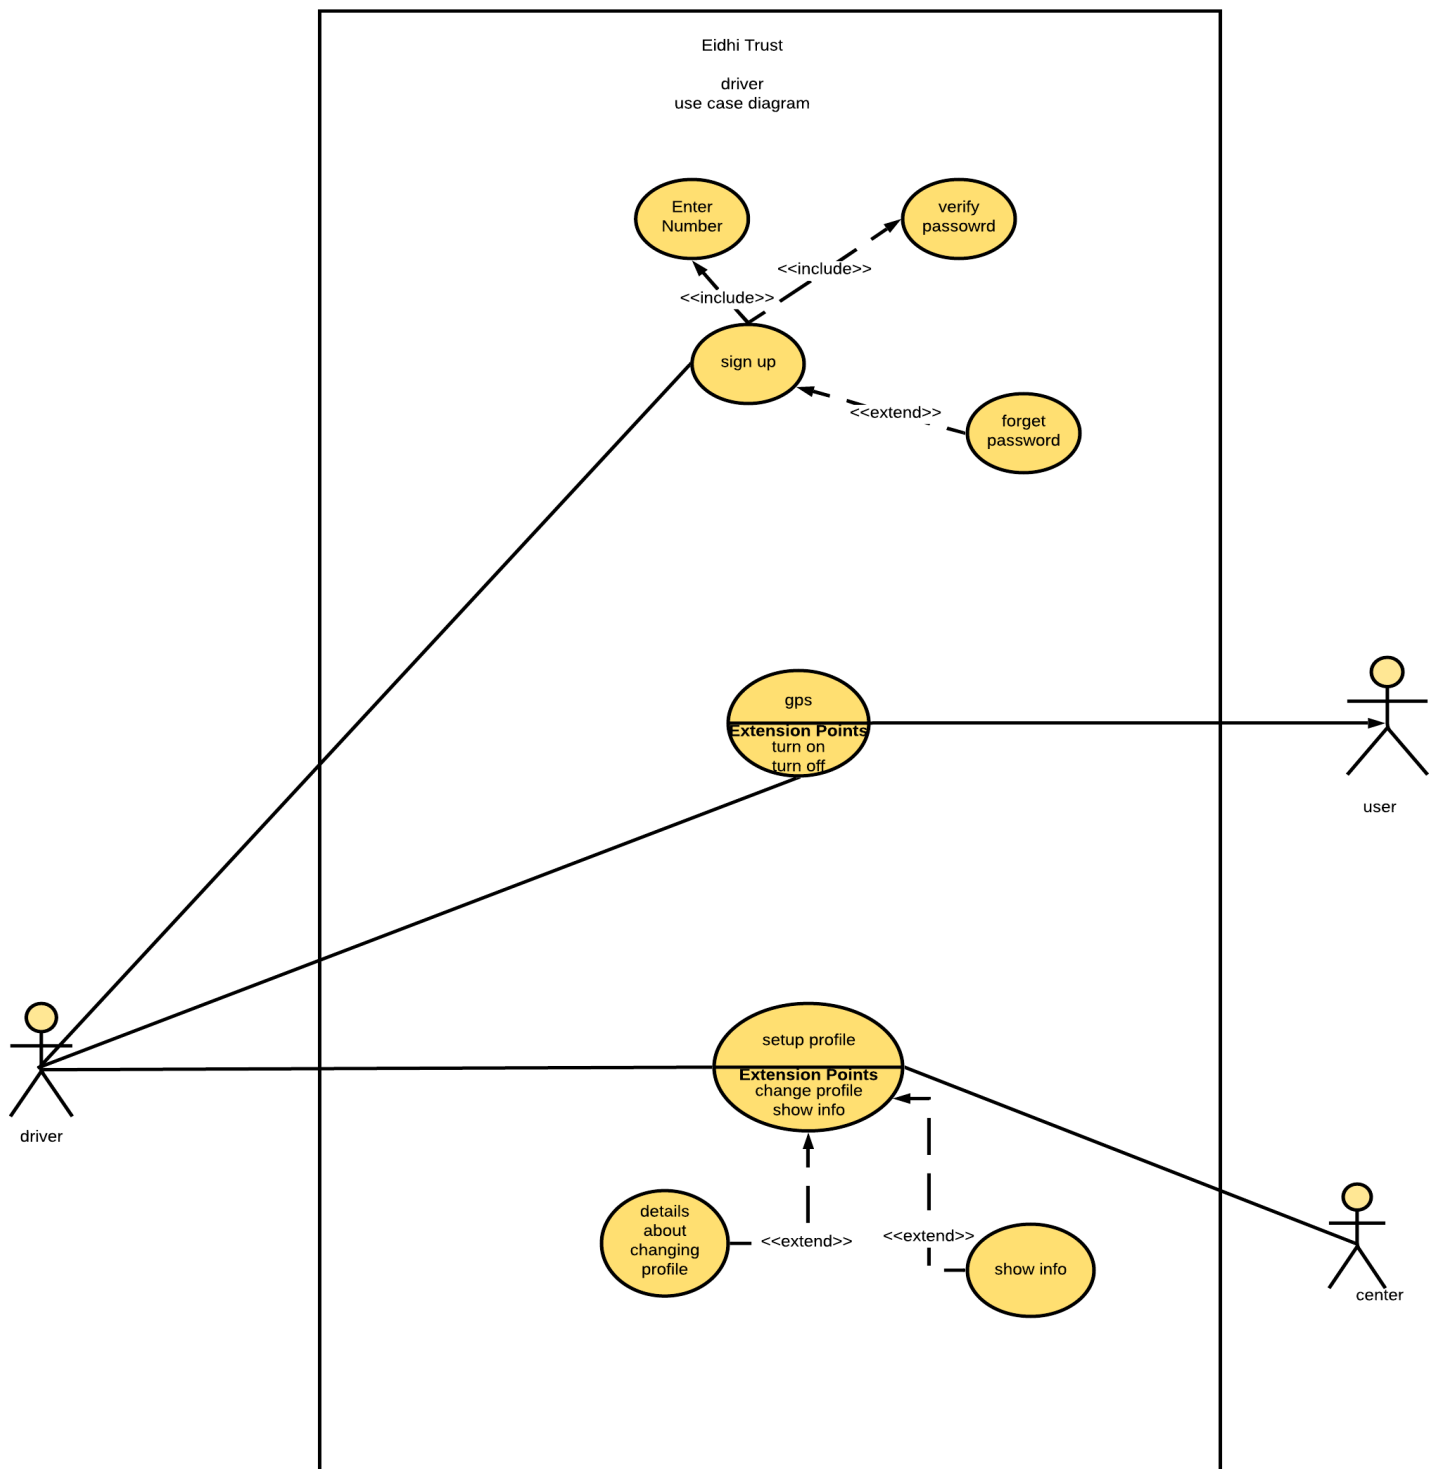 Eidhi Trust
driver
use case diagram
Enter
Number
verify
passowrd
<<include>>
<<include>>
sign up
<<extend>>
forget
password
gps
Extension Points
turn on
turn off
user
setup profile
Extension Points
change profile
show info
driver
details
about
changing
profile
<<extend>>
<<extend>>
show info
center